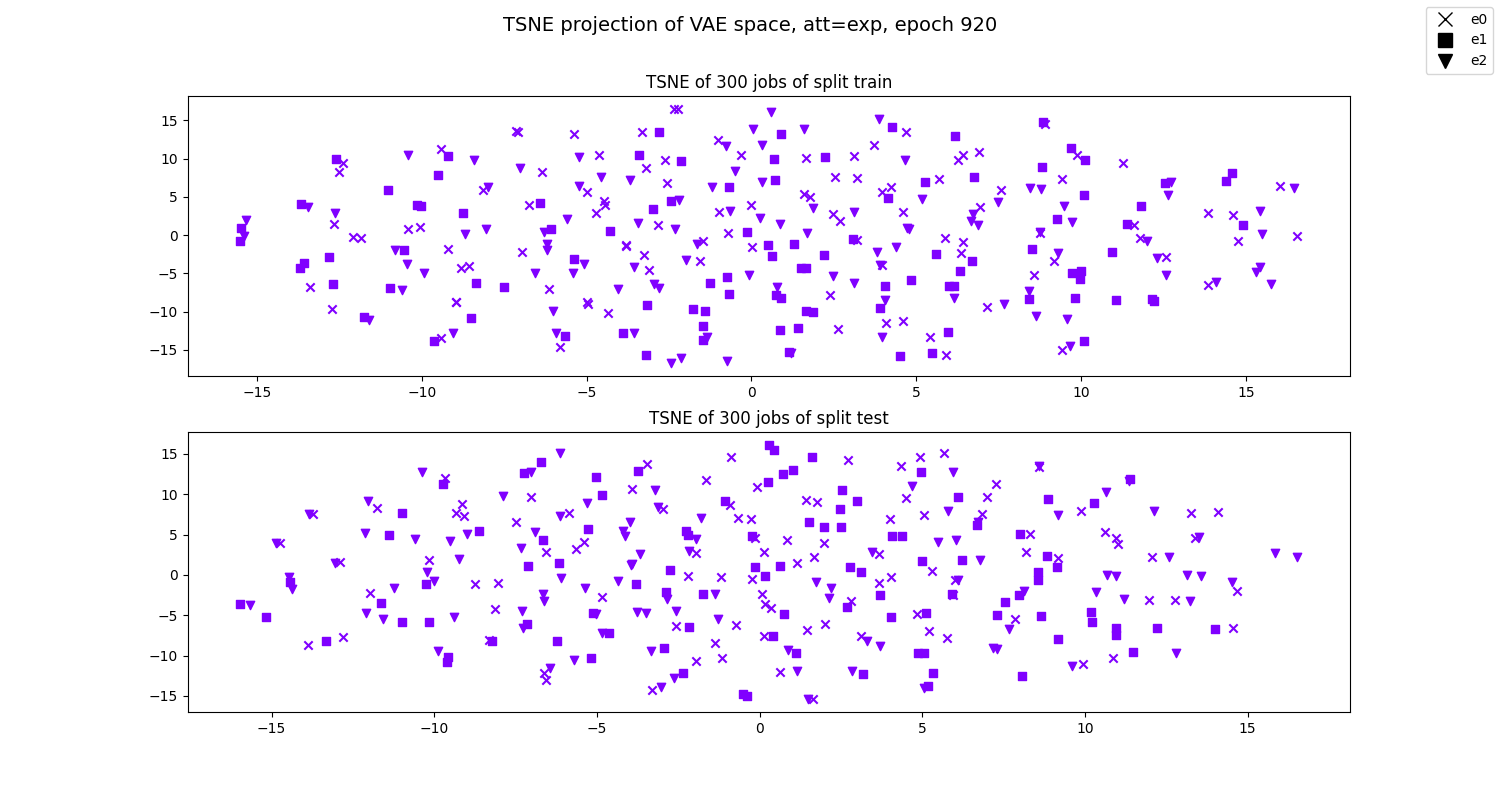 TSNE projection of VAE space, att=exp, epoch 920
e0
e1
e2
TSNE of 300 jobs of split train
15
10
5
0
−5
−10
−15
−15 −10 −5 0 5 10 15
TSNE of 300 jobs of split test
15
10
5
0
−5
−10
−15
−15 −10 −5 0 5 10 15